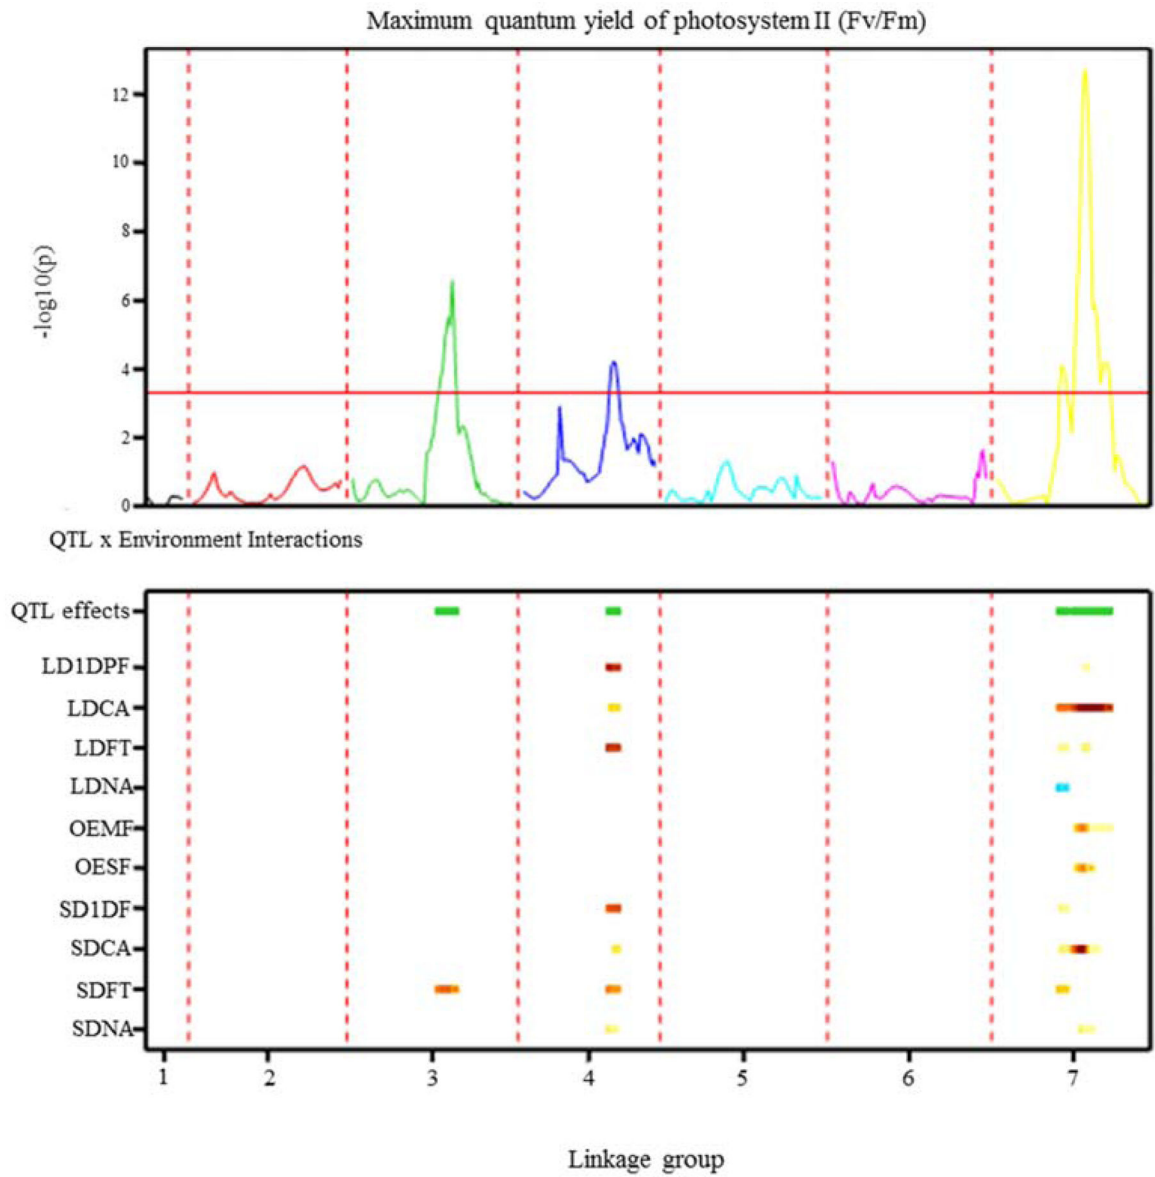 Maximum quantum yield of photosystem II (Fv/Fm)
12
10
8
6
4
2
0
-log10(p)
QTL x Environment Interactions
QTL effects
LD1DPF
LDCA
LDFT
LDNA
OEMF
OESF
SD1DF
SDCA
SDFT
SDNA
1 2 3 4 5 6 7
Linkage group